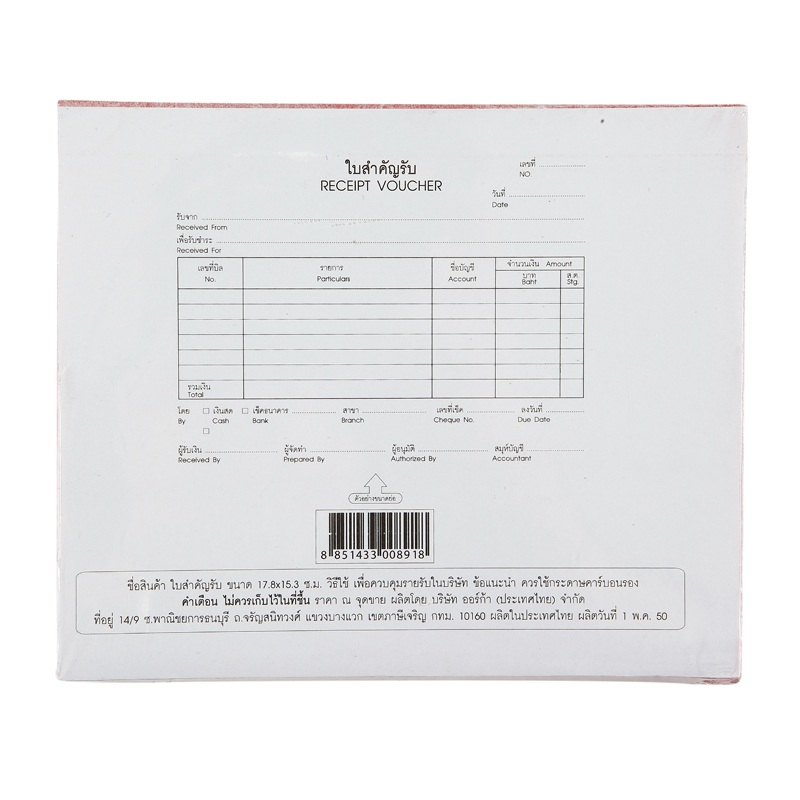 ใบสำคัญรับ
RECEIPT VOUCHER
เลขที่
NO.
วันที่
Date
รับจาก
Received From
เพื่อรับชำระ
Received For
เลขที่บิล รายการ ชื่อบัญชี จำนวนเงิน Amount
No. Particulars Account บาท Baht ส.ต. Stg.
รวมเงิน
Total
โดย เงินสด เช็คธนาคาร สาขา เลขที่เช็ค ลงวันที่
By Cash Bank Branch Cheque No. Due Date
ผู้รับเงิน ผู้จัดทำ ผู้อนุมัติ สมุห์บัญชี
Received By Prepared By Authorized By Accountant
ตัวอย่างขนาดย่อ
8 851433 008918
ชื่อสินค้า ใบสำคัญรับ ขนาด 17.8x15.3 ซ.ม. วิธีใช้ เพื่อควบคุมรายรับในบริษัท ข้อแนะนำ ควรใช้กระดาษคาร์บอนรอง
คำเตือน ไม่ควรเก็บไว้ในที่ชื้น ราคา ณ จุดขาย ผลิตโดย บริษัท ออร์ก้า (ประเทศไทย) จำกัด
ที่อยู่ 14/9 ซ.พาณิชยการธนบุรี ถ.จรัญสนิทวงศ์ แขวงบางแวก เขตภาษีเจริญ กทม. 10160 ผลิตในประเทศไทย ผลิตวันที่ 1 พ.ค. 50